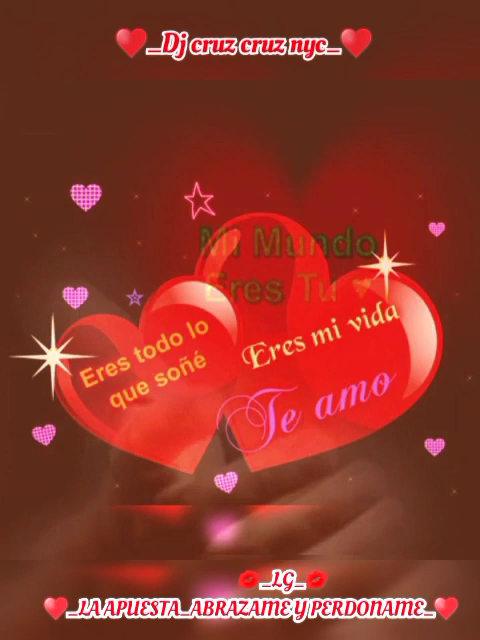 ❤️_Dj cruz cruz nyc_❤️
Mi Mundo
Eres Tu ❤
Eres todo lo
que soñé
Eres mi vida
Te amo
💋_LG_💋
❤️_LA APUESTA_ABRAZAME Y PERDONAME_❤️